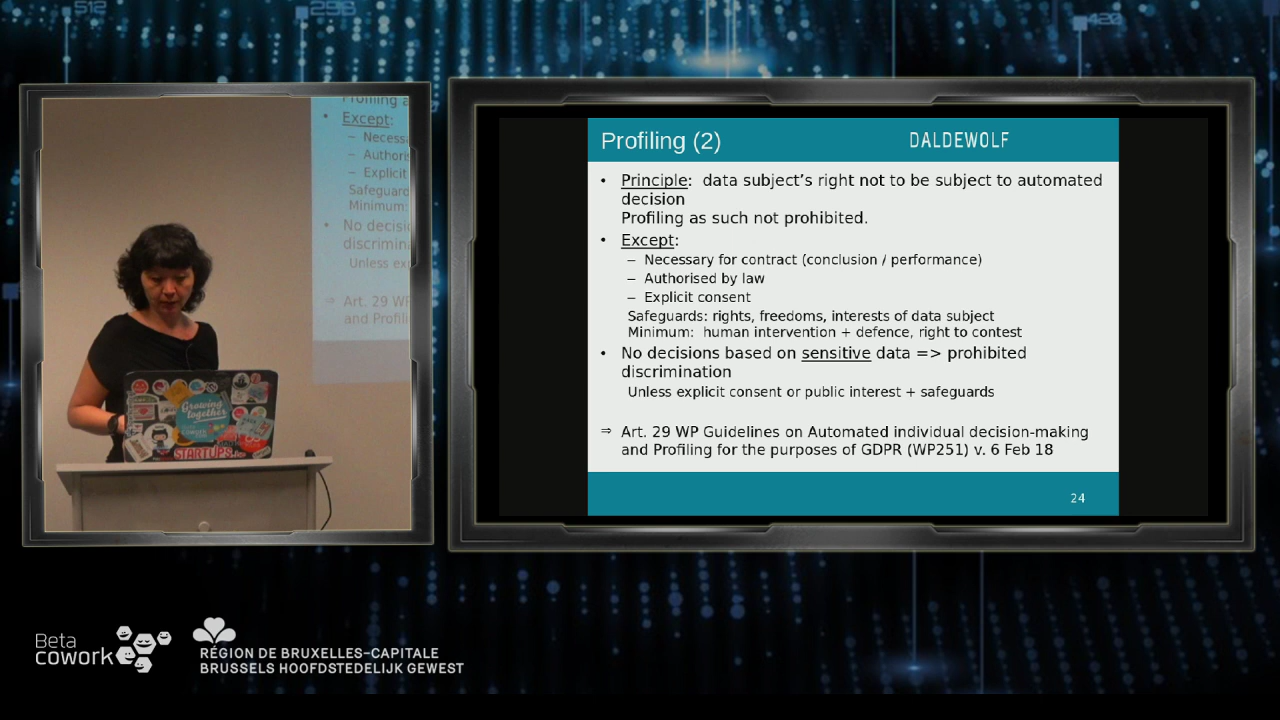 512
256
420
Profiling a
• Except:
– Necessa
– Authoris
– Explicit
Safeguard
Minimum:
• No decisi
discrimina
Unless exp
⇒ Art. 29 WP
and Profili
Growing
together
STARTUPS
Profiling (2)
DALDEWOLF
• Principle: data subject's right not to be subject to automated
decision
Profiling as such not prohibited.
• Except:
– Necessary for contract (conclusion / performance)
– Authorised by law
– Explicit consent
Safeguards: rights, freedoms, interests of data subject
Minimum: human intervention + defence, right to contest
• No decisions based on sensitive data => prohibited
discrimination
Unless explicit consent or public interest + safeguards
⇒ Art. 29 WP Guidelines on Automated individual decision-making
and Profiling for the purposes of GDPR (WP251) v. 6 Feb 18
24
Beta
cowork
RÉGION DE BRUXELLES-CAPITALE
BRUSSELS HOOFDSTEDELIJK GEWEST